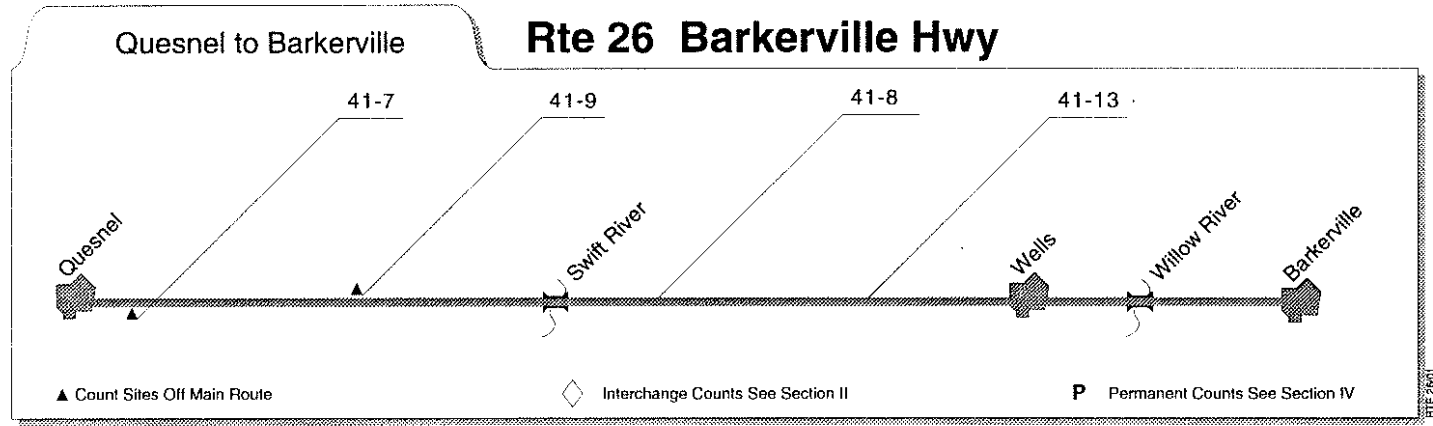 Quesnel to Barkerville
Rte 26 Barkerville Hwy
41-7
41-9
41-8
41-13
Quesnel
Swift River
Wells
Willow River
Barkerville
▲ Count Sites Off Main Route
Interchange Counts See Section II
P Permanent Counts See Section IV